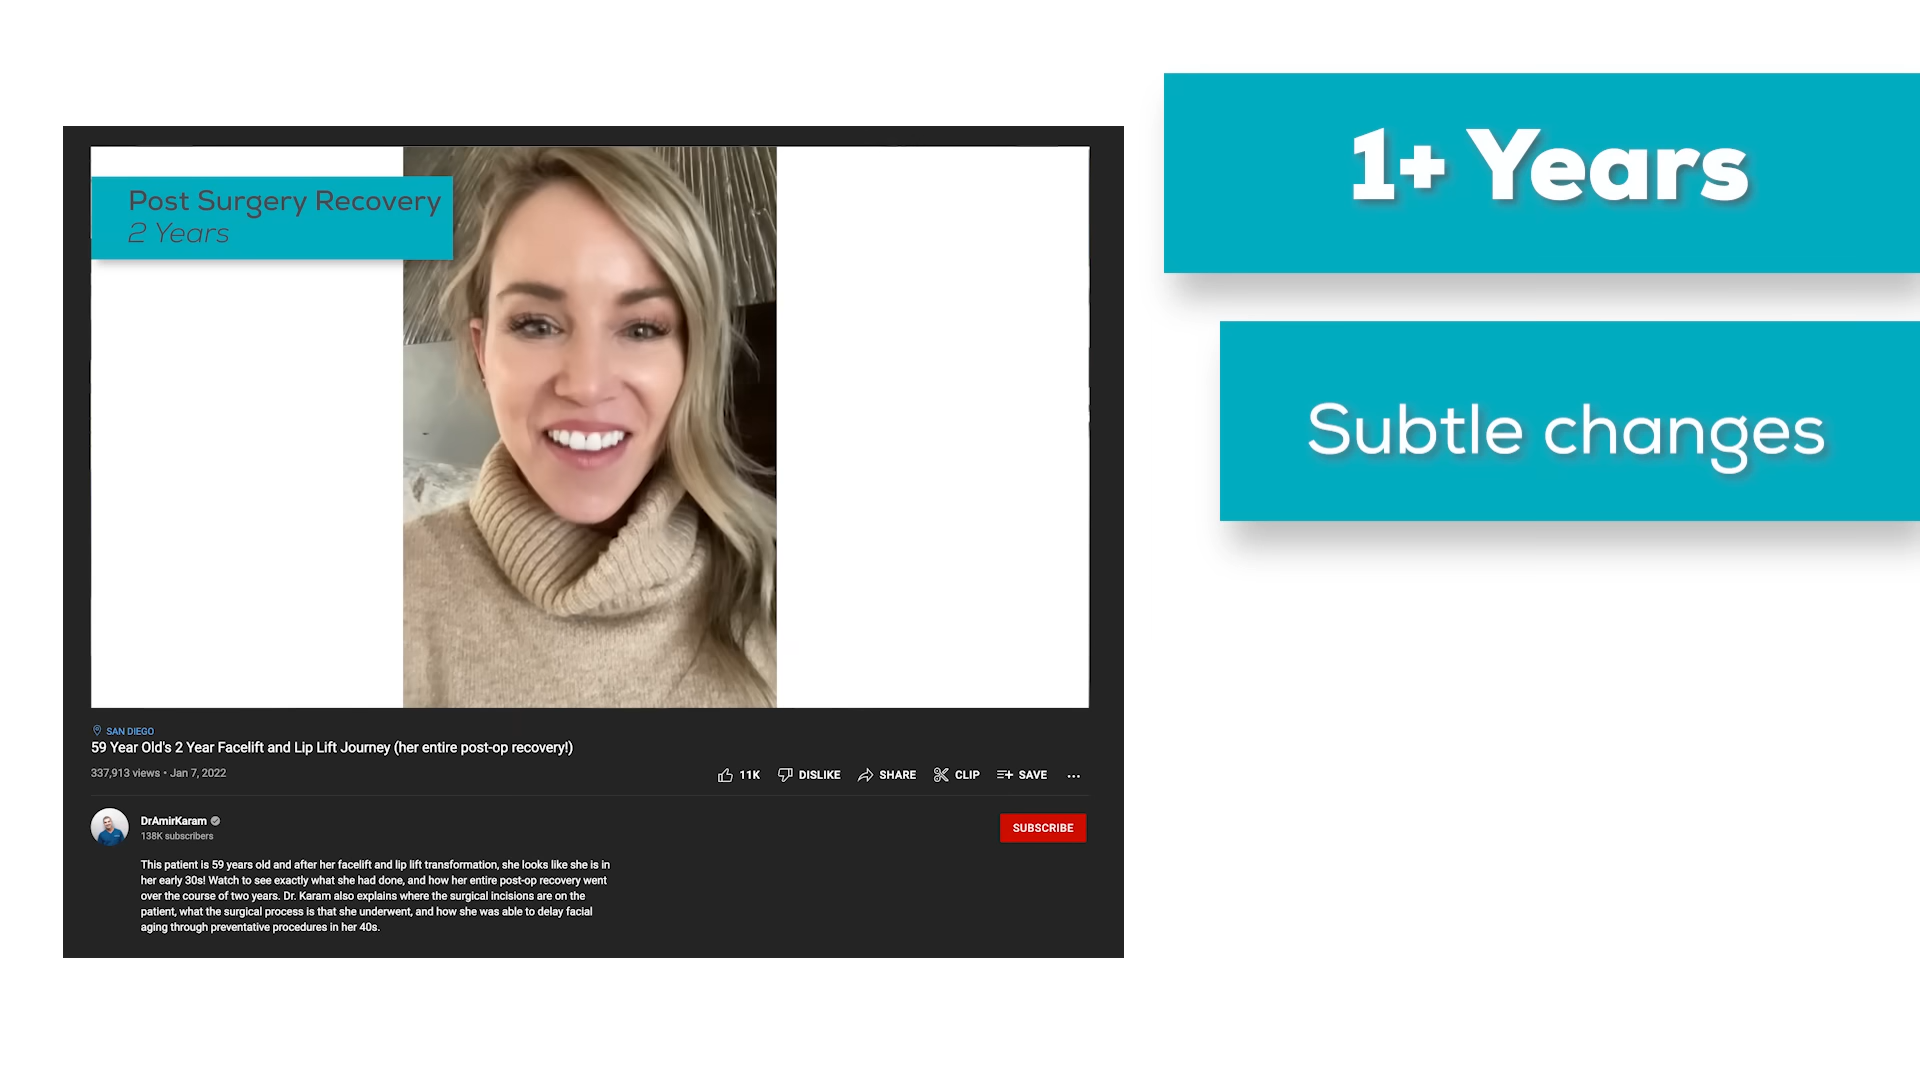 1+ Years
Subtle changes
Post Surgery Recovery
2 Years
SAN DIEGO
59 Year Old's 2 Year Facelift and Lip Lift Journey (her entire post-op recovery!)
337,913 views • Jan 7, 2022
11K DISLIKE SHARE CLIP SAVE ...
DrAmirKaram
138K subscribers
SUBSCRIBE
This patient is 59 years old and after her facelift and lip lift transformation, she looks like she is in
her early 30s! Watch to see exactly what she had done, and how her entire post-op recovery went
over the course of two years. Dr. Karam also explains where the surgical incisions are on the
patient, what the surgical process is that she underwent, and how she was able to delay facial
aging through preventative procedures in her 40s.